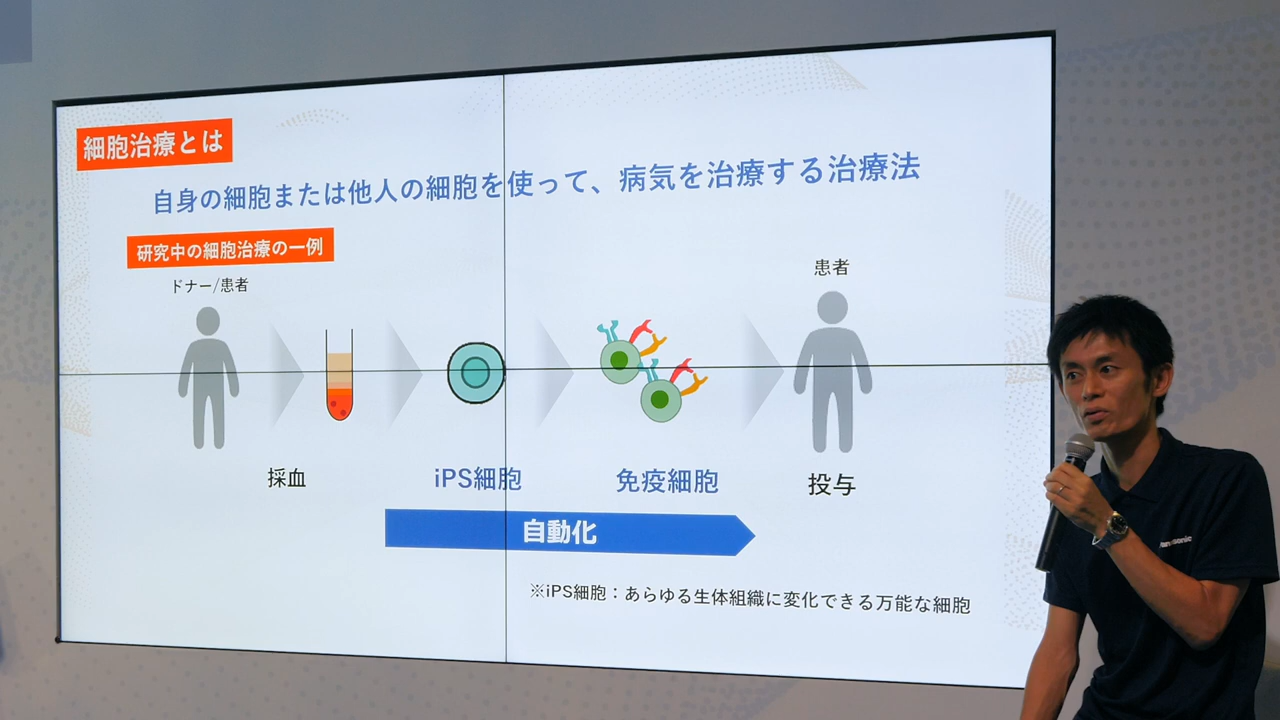 細胞治療とは
自身の細胞または他人の細胞を使って、病気を治療する治療法
研究中の細胞治療の一例
ドナー/患者
患者
採血
iPS細胞
免疫細胞
投与
自動化
※iPS細胞：あらゆる生体組織に変化できる万能な細胞
Panasonic